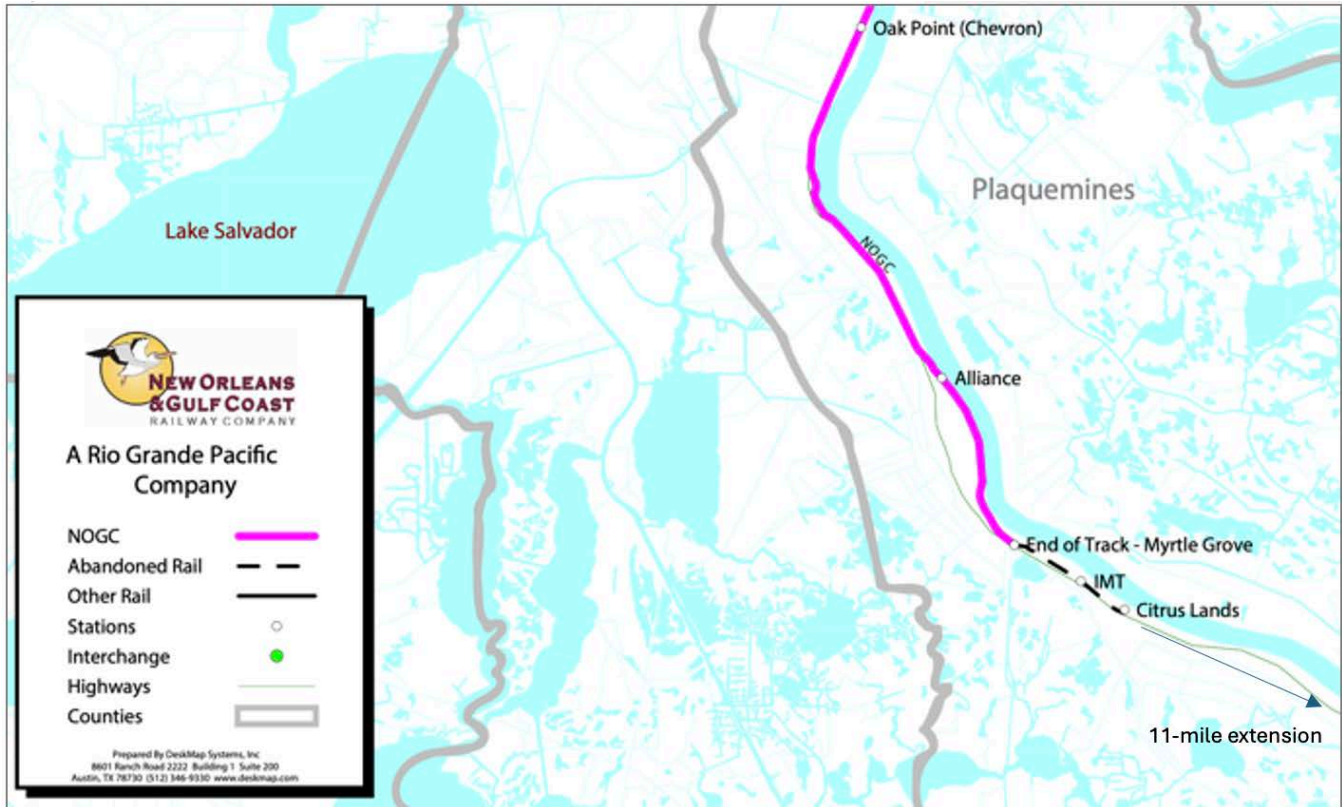 Oak Point (Chevron)
Plaquemines
Lake Salvador
NOGC
Alliance
End of Track - Myrtle Grove
IMT
Citrus Lands
11-mile extension
NEW ORLEANS
& GULF COAST
RAILWAY COMPANY
A Rio Grande Pacific
Company
NOGC
Abandoned Rail
Other Rail
Stations
Interchange
Highways
Counties
Prepared By DeskMap Systems, Inc
8601 Ranch Road 2222 Building 1 Suite 200
Austin, TX 78730 (512) 346-9330 www.deskmap.com